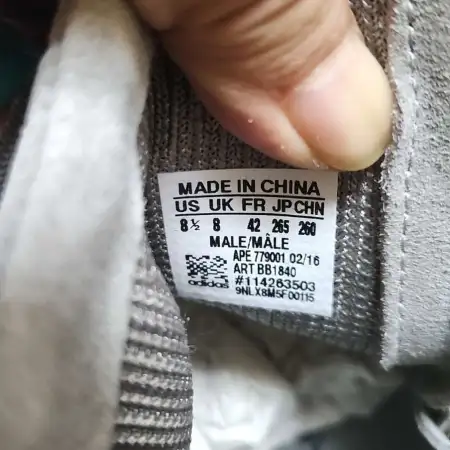 MADE IN CHINA
US UK FR JP CHN
8½ 8 42 265 260
MALE/MÂLE
APE 779001 02/16
ART BB1840
#114263503
adidas 9NLX8M5F00115